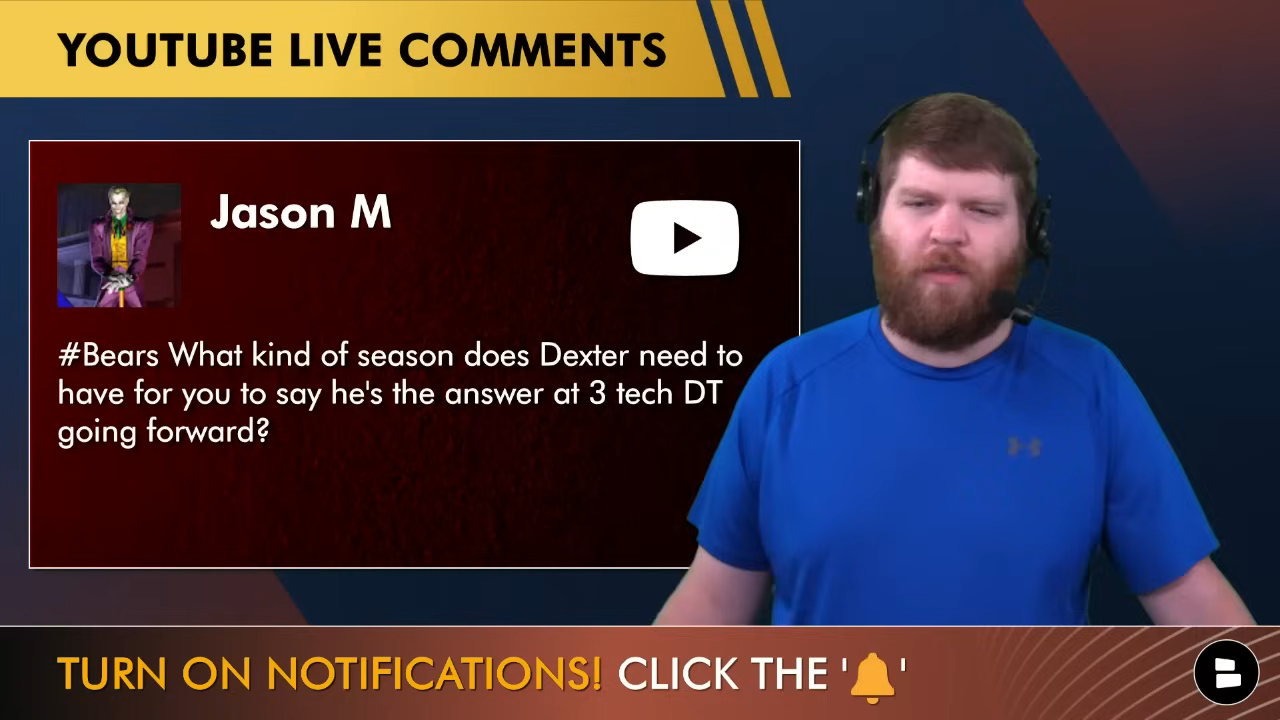 YOUTUBE LIVE COMMENTS
Jason M
#Bears What kind of season does Dexter need to
have for you to say he's the answer at 3 tech DT
going forward?
TURN ON NOTIFICATIONS! CLICK THE ' '